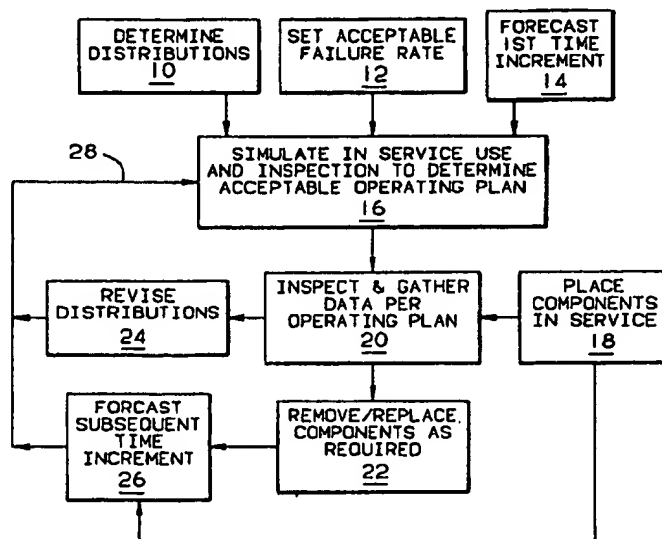 DETERMINE
DISTRIBUTIONS
10
SET ACCEPTABLE
FAILURE RATE
12
FORECAST
1ST TIME
INCREMENT
14
28
SIMULATE IN SERVICE USE
AND INSPECTION TO DETERMINE
ACCEPTABLE OPERATING PLAN
16
REVISE
DISTRIBUTIONS
24
INSPECT & GATHER
DATA PER
OPERATING PLAN
20
PLACE
COMPONENTS
IN SERVICE
18
FORCAST
SUBSEQUENT
TIME
INCREMENT
26
REMOVE/REPLACE.
COMPONENTS AS
REQUIRED
22